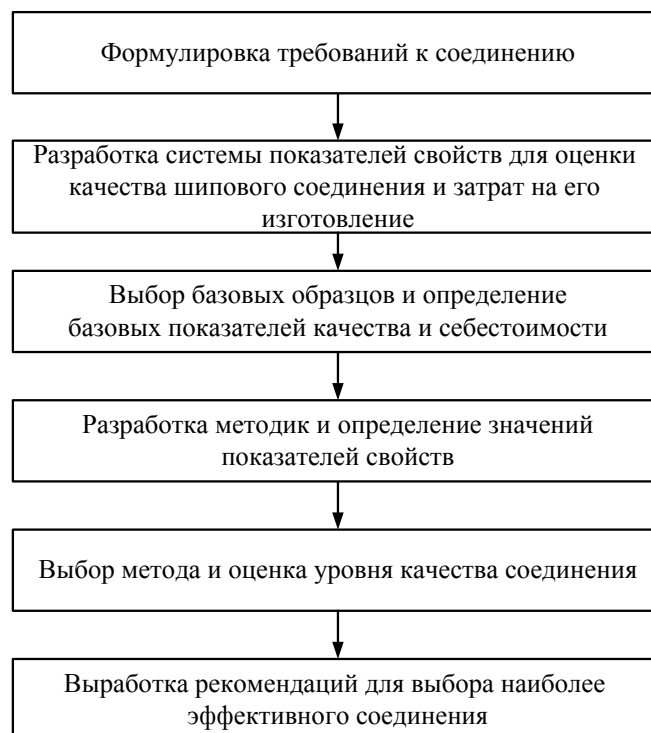 Формулировка требований к соединению
Разработка системы показателей свойств для оценки
качества шипового соединения и затрат на его
изготовление
Выбор базовых образцов и определение
базовых показателей качества и себестоимости
Разработка методик и определение значений
показателей свойств
Выбор метода и оценка уровня качества соединения
Выработка рекомендаций для выбора наиболее
эффективного соединения